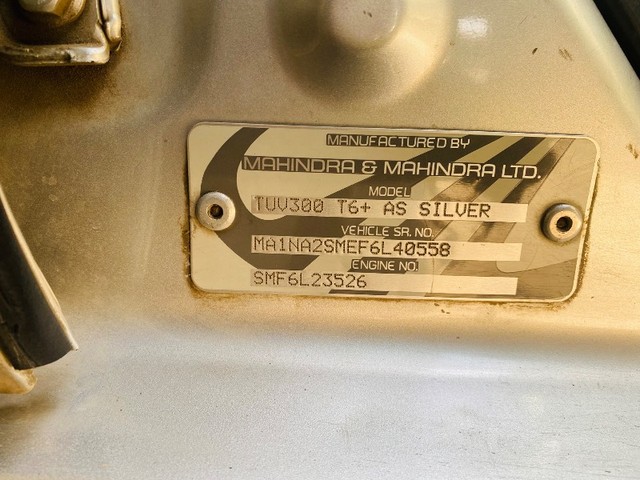 MANUFACTURED BY
MAHINDRA & MAHINDRA LTD.
MODEL
TUV300 T6+ AS SILVER
VEHICLE SR. NO.
MA1NA2SMEF6L40558
ENGINE NO.
SMF6L23526